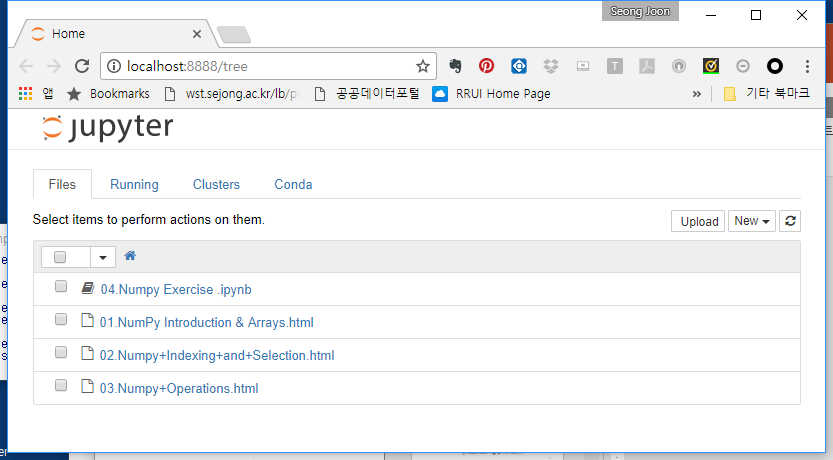 Seong Joon
Home
localhost:8888/tree
앱 Bookmarks wst.sejong.ac.kr/lb/p 공공데이터포털 RRUI Home Page » 기타 북마크
jupyter
Files Running Clusters Conda
Select items to perform actions on them.
Upload New
04.Numpy Exercise .ipynb
01.NumPy Introduction & Arrays.html
02.Numpy+Indexing+and+Selection.html
03.Numpy+Operations.html